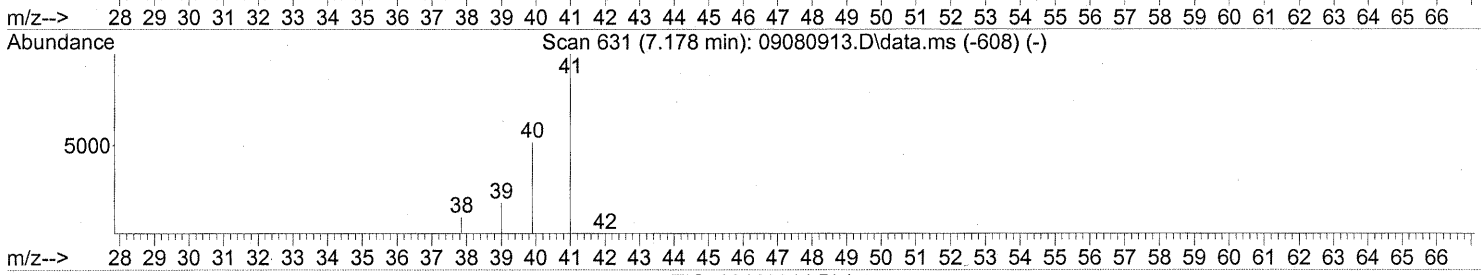 m/z--> 28 29 30 31 32 33 34 35 36 37 38 39 40 41 42 43 44 45 46 47 48 49 50 51 52 53 54 55 56 57 58 59 60 61 62 63 64 65 66
Abundance Scan 631 (7.178 min): 09080913.D\data.ms (-608) (-)
41
40
5000
39
38
42
m/z--> 28 29 30 31 32 33 34 35 36 37 38 39 40 41 42 43 44 45 46 47 48 49 50 51 52 53 54 55 56 57 58 59 60 61 62 63 64 65 66